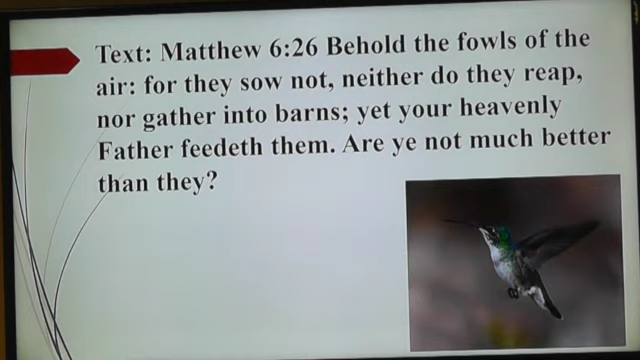 Text: Matthew 6:26 Behold the fowls of the
air: for they sow not, neither do they reap,
nor gather into barns; yet your heavenly
Father feedeth them. Are ye not much better
than they?